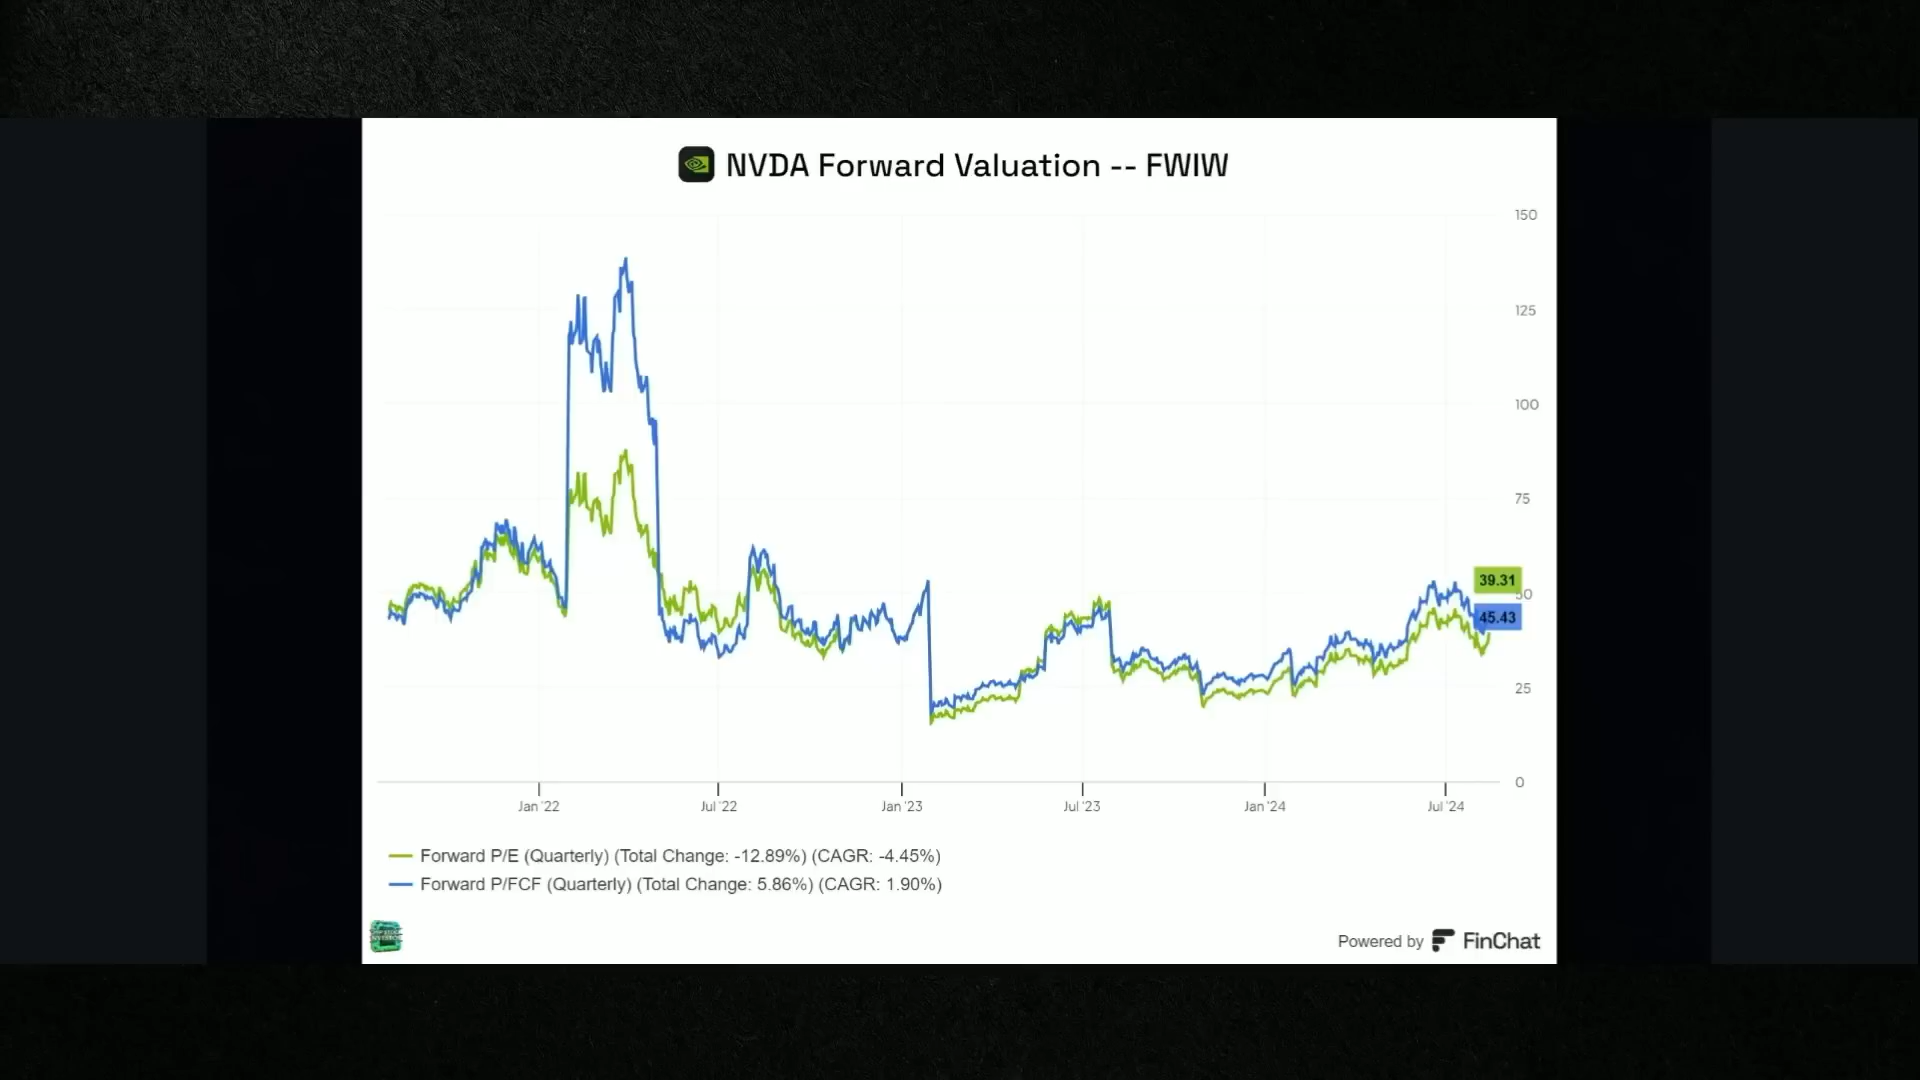 NVDA Forward Valuation -- FWIW
150
125
100
75
50
25
0
39.31
45.43
Jan '22
Jul '22
Jan '23
Jul '23
Jan '24
Jul '24
Forward P/E (Quarterly) (Total Change: -12.89%) (CAGR: -4.45%)
Forward P/FCF (Quarterly) (Total Change: 5.86%) (CAGR: 1.90%)
Powered by FinChat